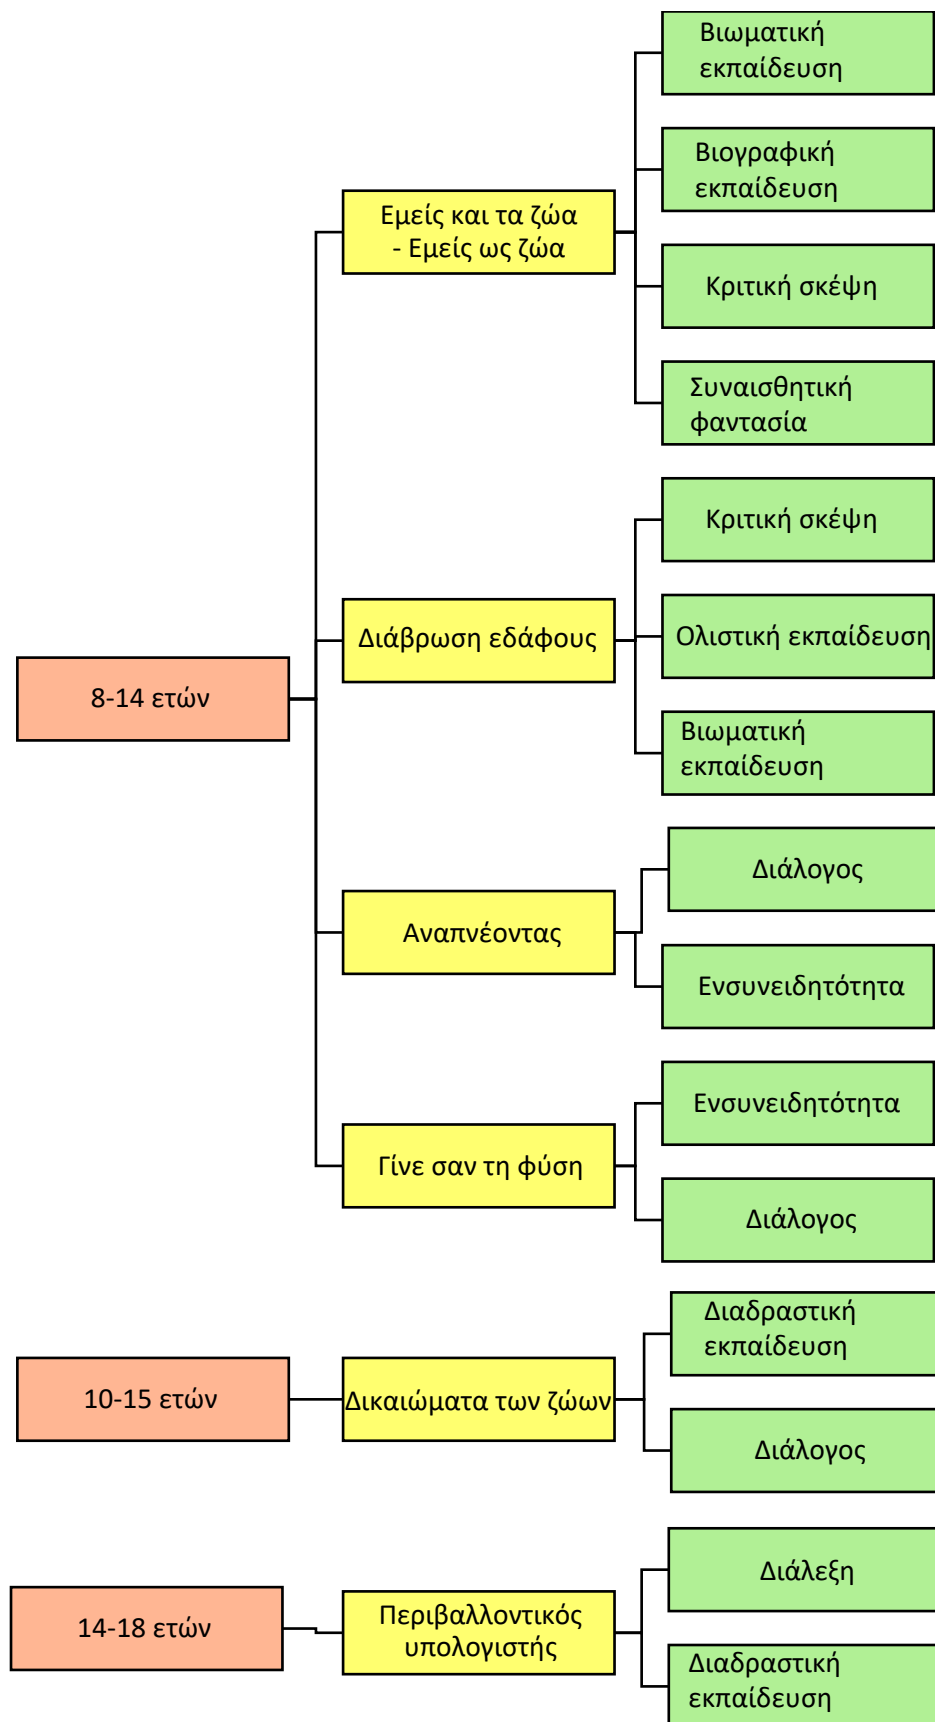 Βιωματική
εκπαίδευση
Βιογραφική
εκπαίδευση
Εμείς και τα ζώα
- Εμείς ως ζώα
Κριτική σκέψη
Συναισθητική
φαντασία
Κριτική σκέψη
Διάβρωση εδάφους
Ολιστική εκπαίδευση
8-14 ετών
Βιωματική
εκπαίδευση
Διάλογος
Αναπνέοντας
Ενσυνειδητότητα
Ενσυνειδητότητα
Γίνε σαν τη φύση
Διάλογος
Διαδραστική
εκπαίδευση
10-15 ετών
Δικαιώματα των ζώων
Διάλογος
Διάλεξη
14-18 ετών
Περιβαλλοντικός
υπολογιστής
Διαδραστική
εκπαίδευση